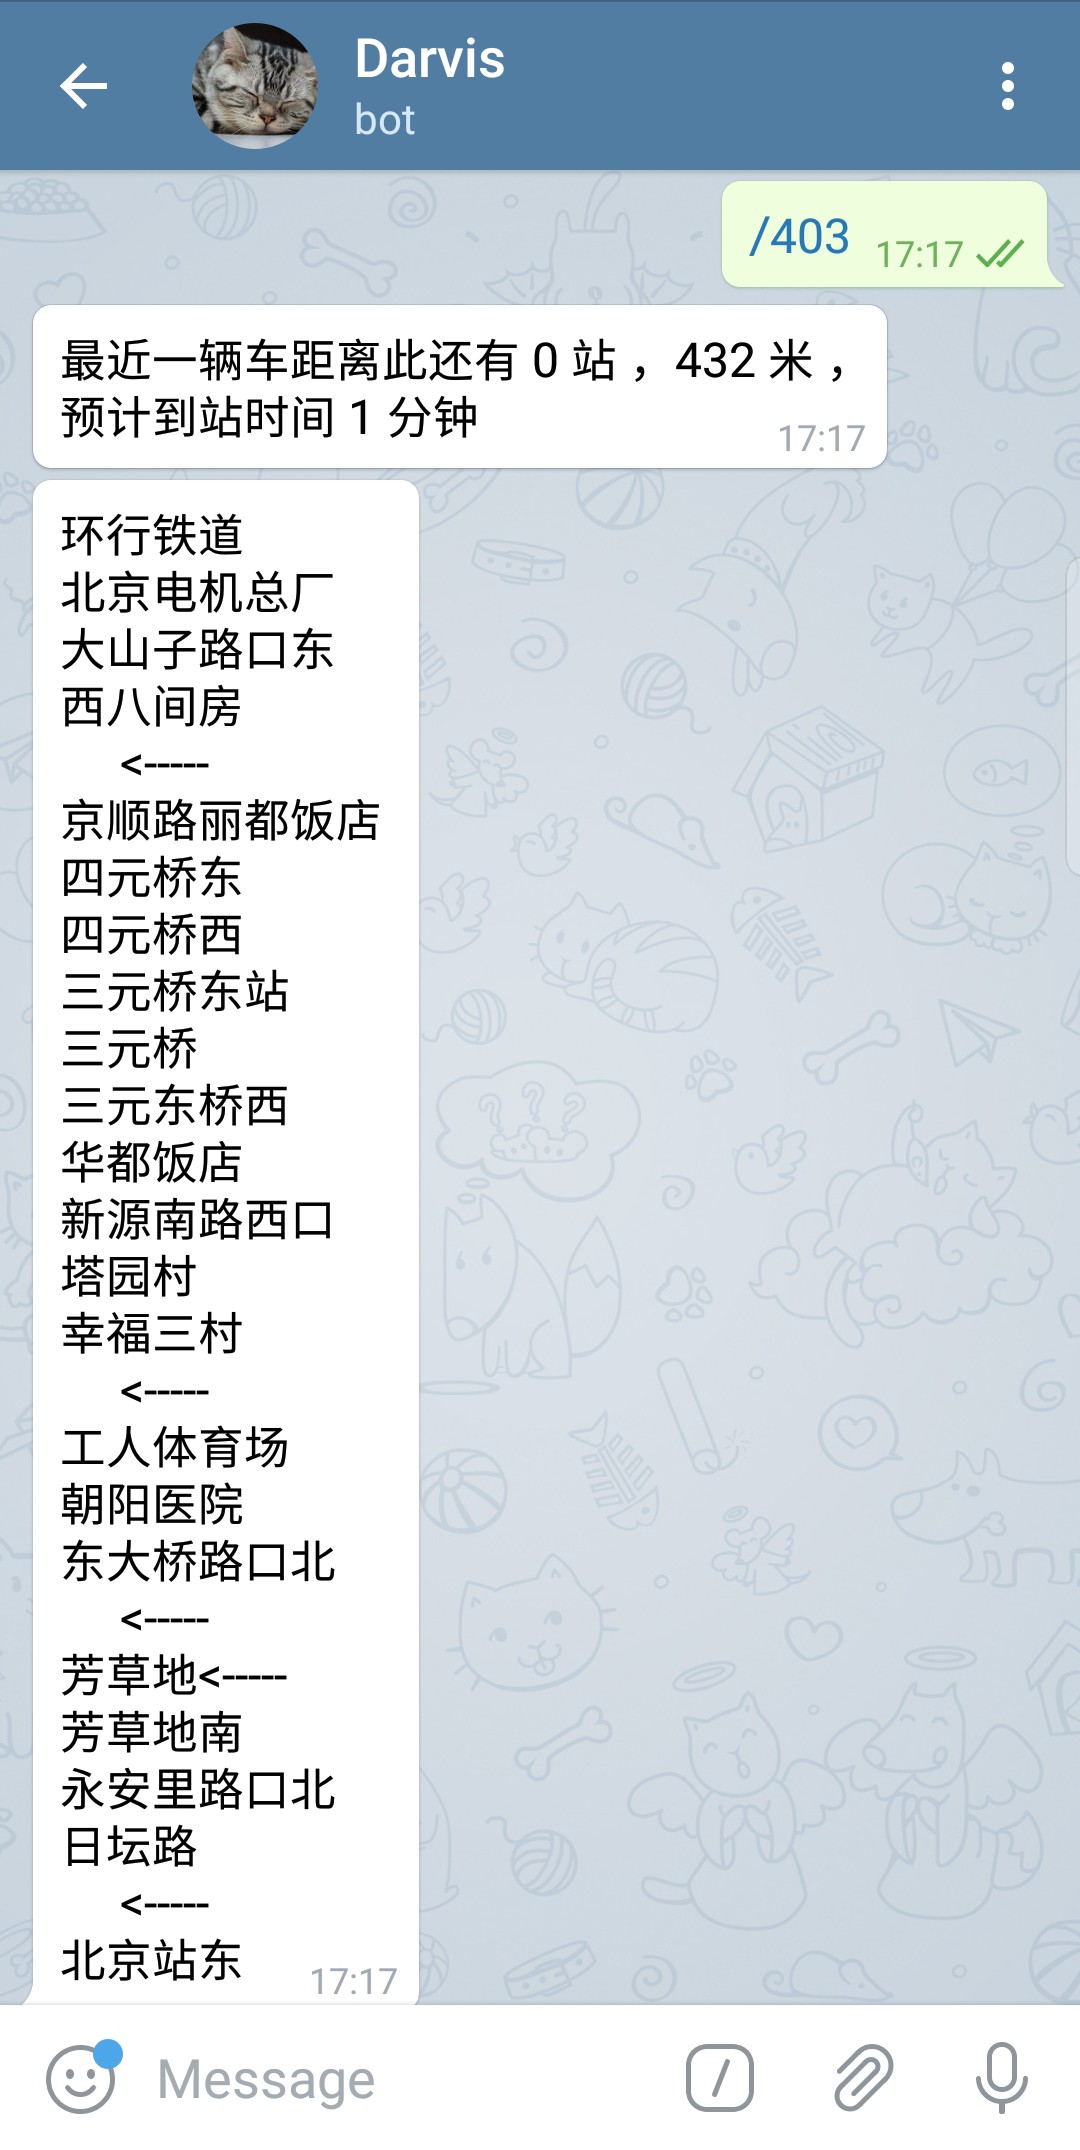 Darvis
bot
/403 17:17
最近一辆车距离此还有 0 站 ，432 米 ，
预计到站时间 1 分钟
17:17
环行铁道
北京电机总厂
大山子路口东
西八间房
<-----
京顺路丽都饭店
四元桥东
四元桥西
三元桥东站
三元桥
三元东桥西
华都饭店
新源南路西口
塔园村
幸福三村
<-----
工人体育场
朝阳医院
东大桥路口北
<-----
芳草地<-----
芳草地南
永安里路口北
日坛路
<-----
北京站东
17:17
Message